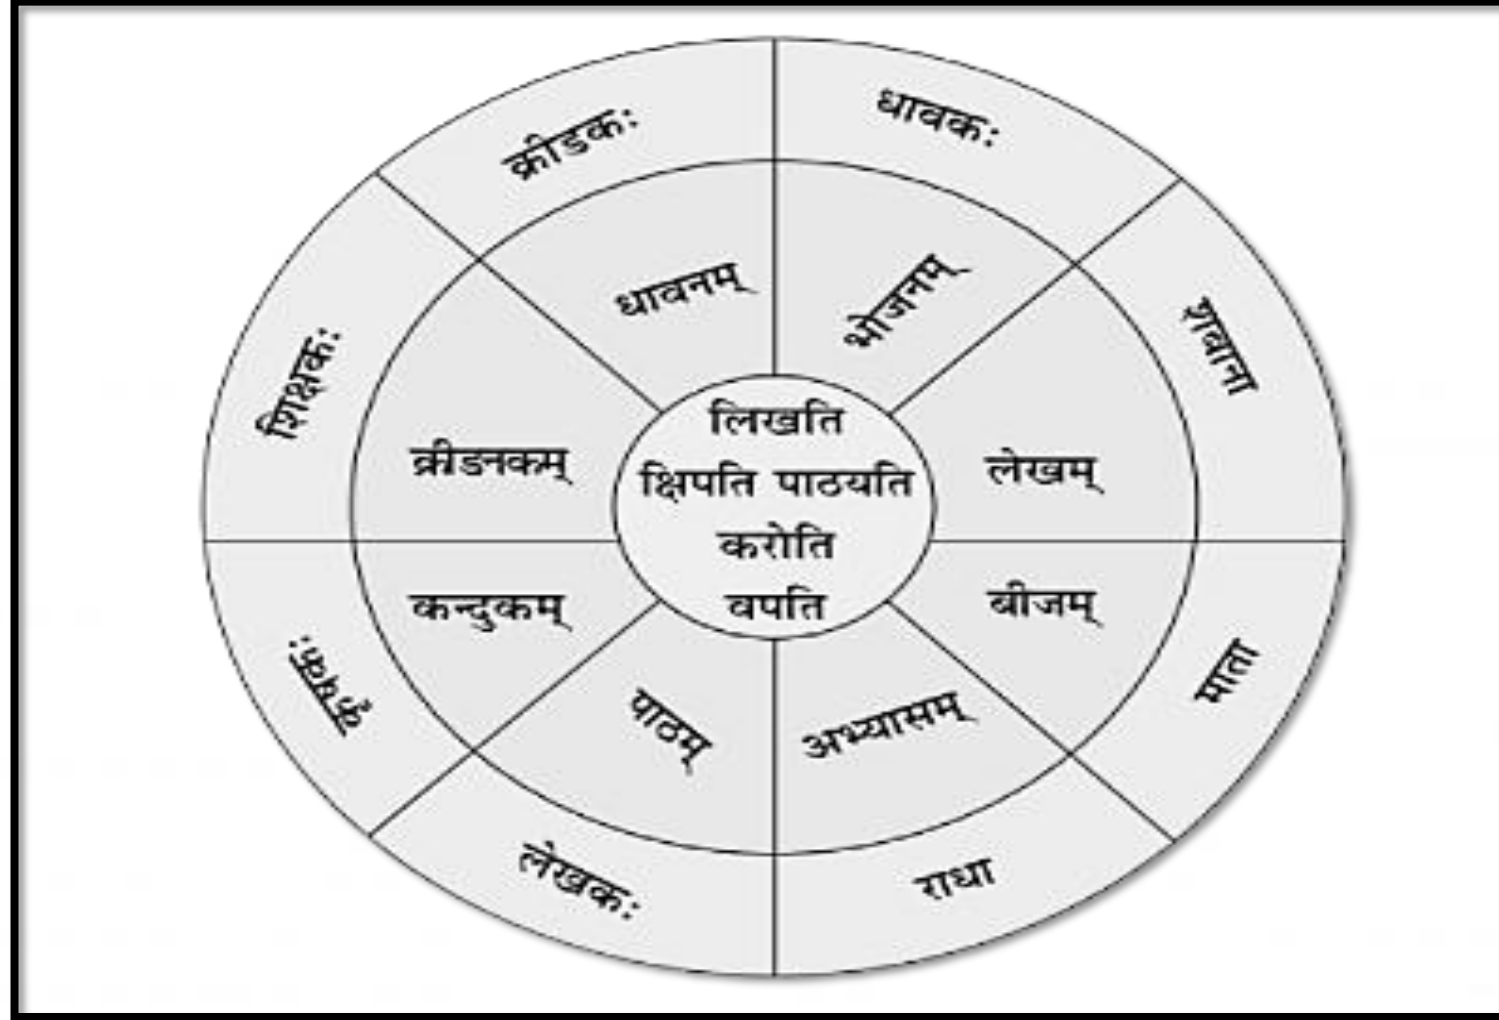 क्रीडकः
धावकः
शबाना
माता
राधा
लेखकः
कृषकः
शिक्षकः
धावनम्
भोजनम्
लेखम्
बीजम्
अभ्यासम्
पाठम्
कन्दुकम्
क्रीडनकम्
लिखति
क्षिपति पाठयति
करोति
वपति